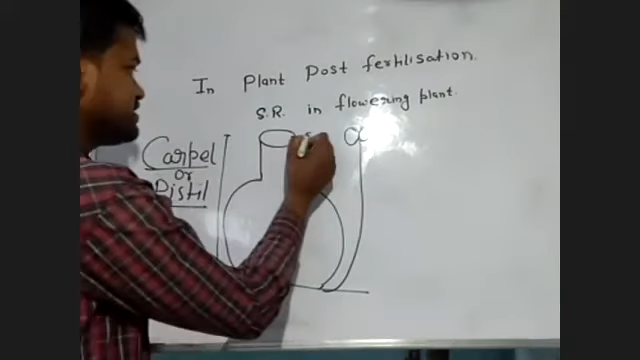 In Plant Post fertilisation.
S.R. in flowering plant.
Carpel
or
Pistil